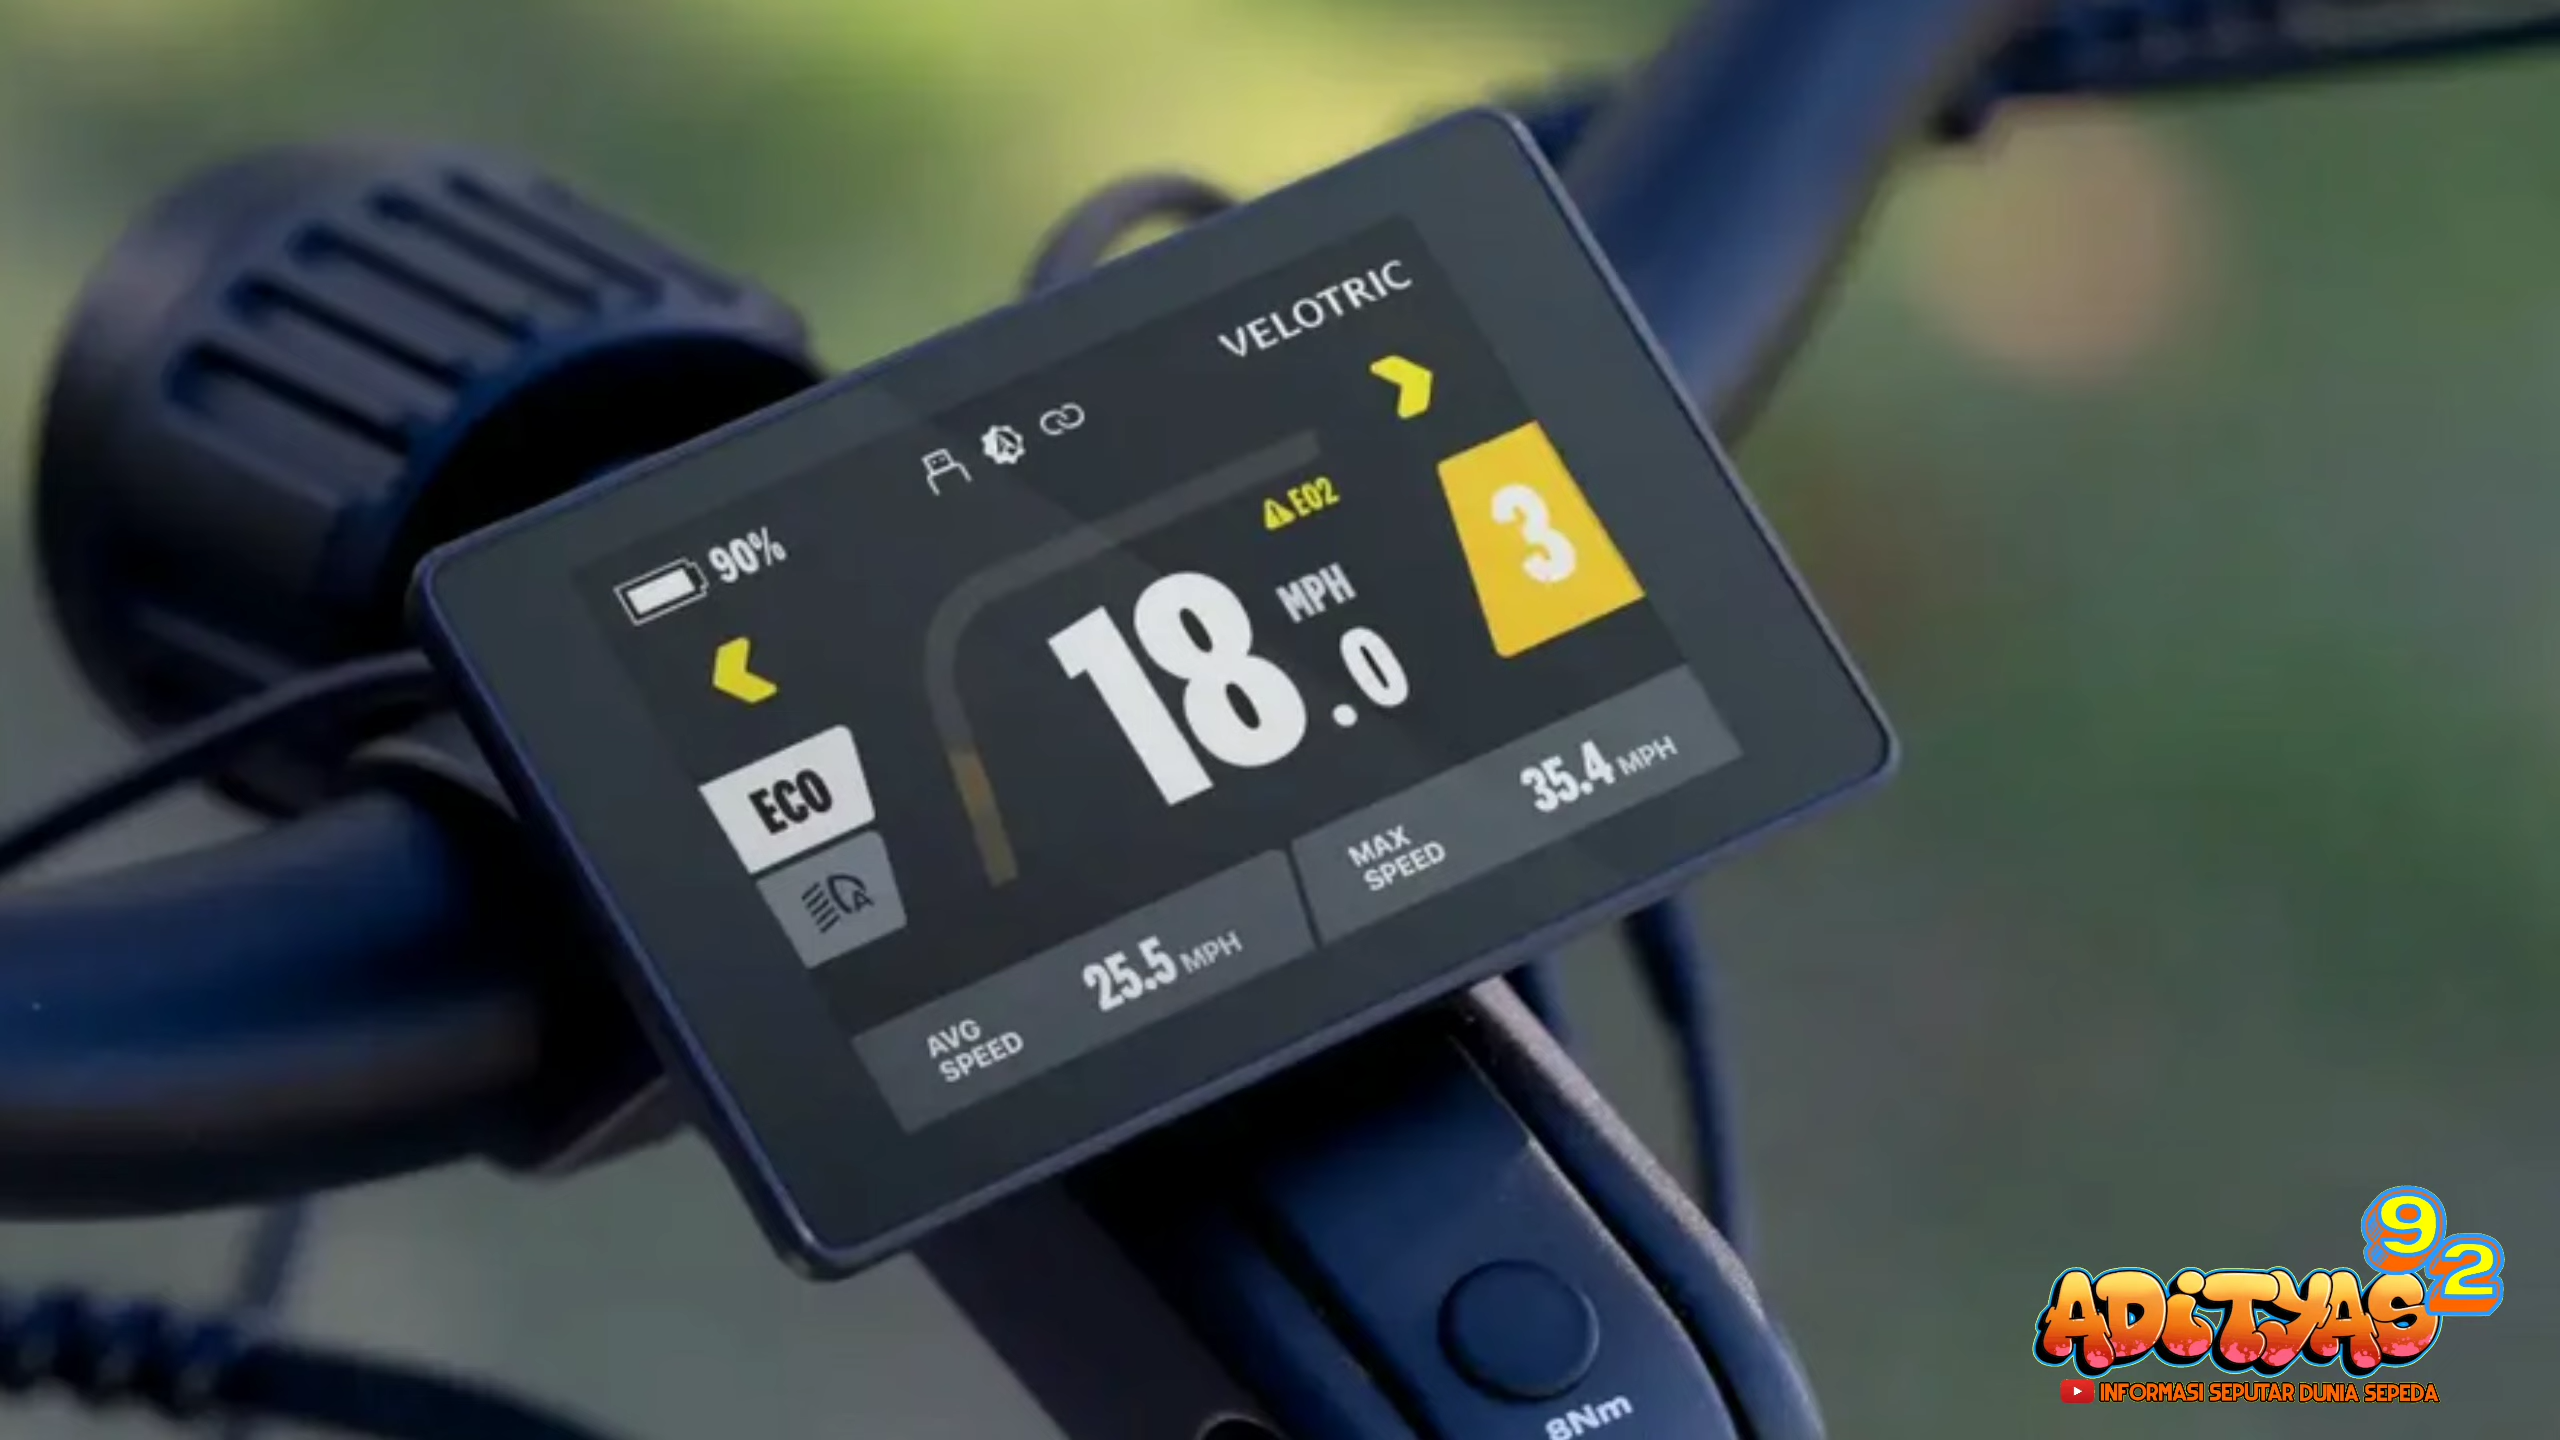 VELOTRIC
90%
E02
3
18.0
MPH
ECO
A
AVG
SPEED
25.5 MPH
MAX
SPEED
35.4 MPH
8Nm
ADiTYAS
92
INFORMASI SEPUTAR DUNIA SEPEDA